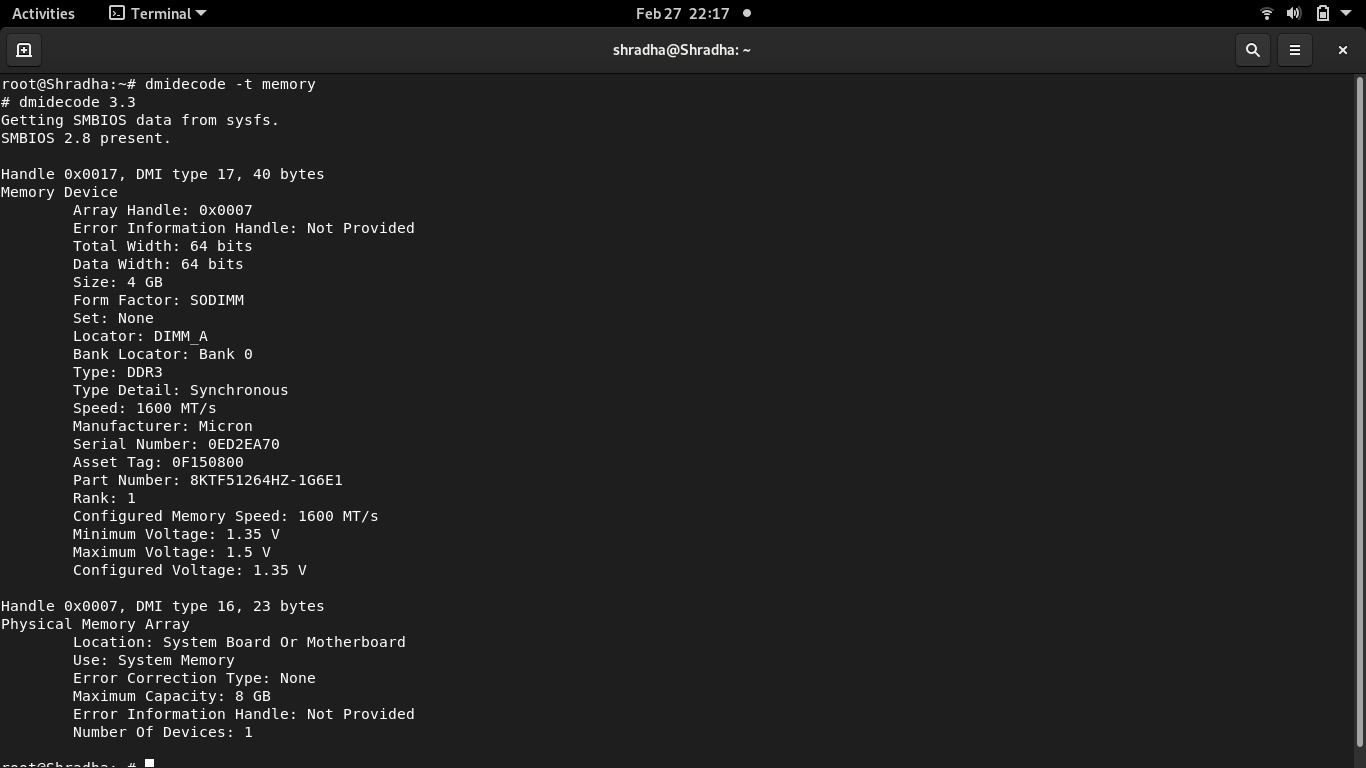 Activities Terminal Feb 27 22:17
shradha@Shradha: ~
root@Shradha:~# dmidecode -t memory
# dmidecode 3.3
Getting SMBIOS data from sysfs.
SMBIOS 2.8 present.

Handle 0x0017, DMI type 17, 40 bytes
Memory Device
        Array Handle: 0x0007
        Error Information Handle: Not Provided
        Total Width: 64 bits
        Data Width: 64 bits
        Size: 4 GB
        Form Factor: SODIMM
        Set: None
        Locator: DIMM_A
        Bank Locator: Bank 0
        Type: DDR3
        Type Detail: Synchronous
        Speed: 1600 MT/s
        Manufacturer: Micron
        Serial Number: 0ED2EA70
        Asset Tag: 0F150800
        Part Number: 8KTF51264HZ-1G6E1
        Rank: 1
        Configured Memory Speed: 1600 MT/s
        Minimum Voltage: 1.35 V
        Maximum Voltage: 1.5 V
        Configured Voltage: 1.35 V

Handle 0x0007, DMI type 16, 23 bytes
Physical Memory Array
        Location: System Board Or Motherboard
        Use: System Memory
        Error Correction Type: None
        Maximum Capacity: 8 GB
        Error Information Handle: Not Provided
        Number Of Devices: 1

root@Shradha:~#